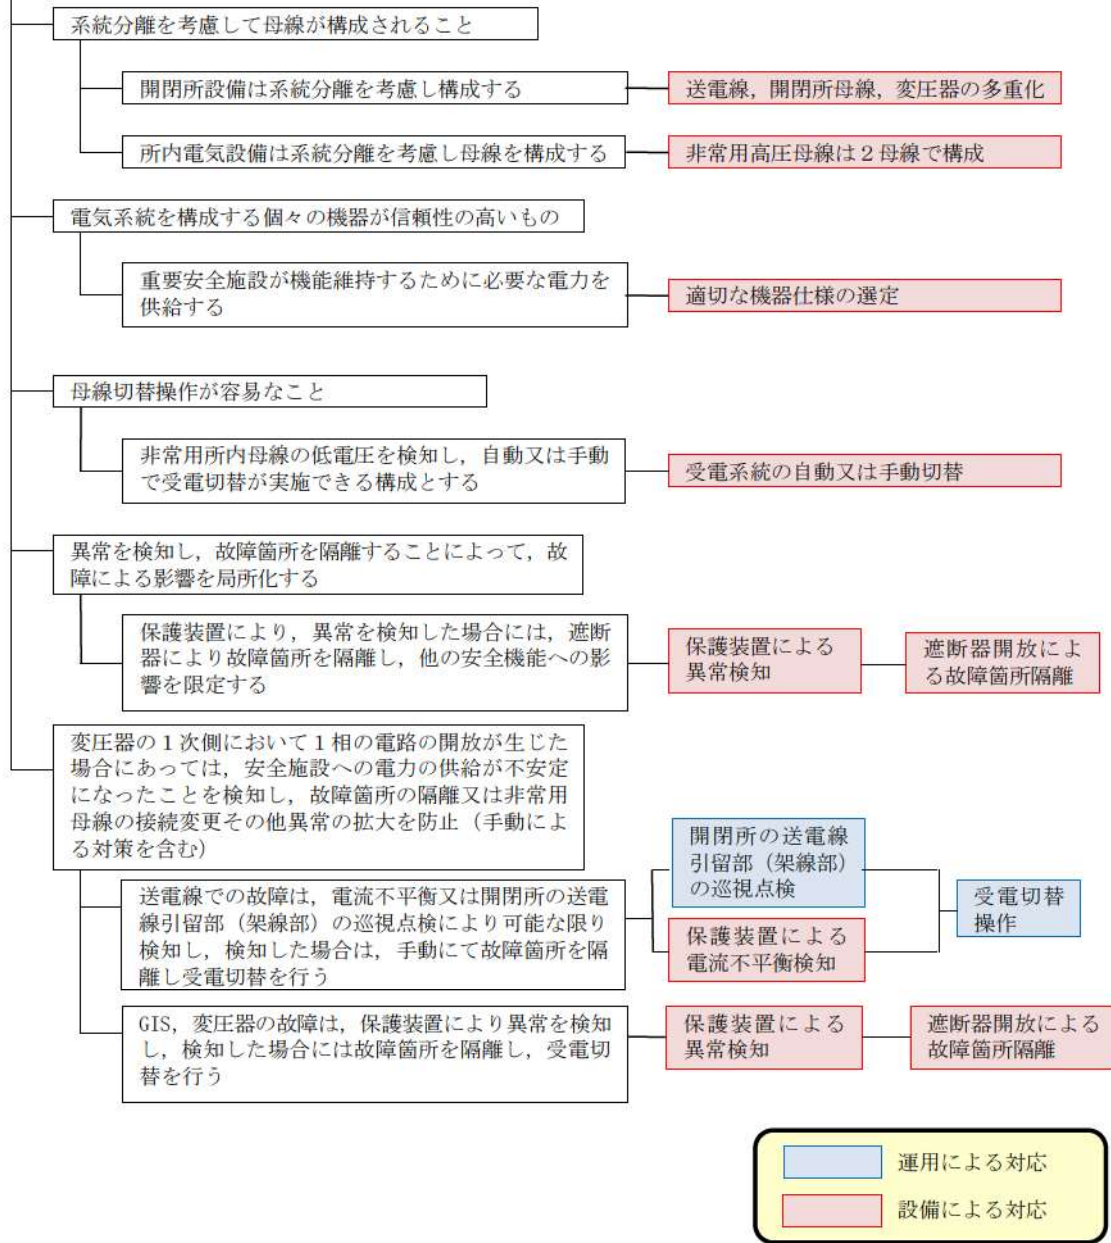 系統分離を考慮して母線が構成されること
開閉所設備は系統分離を考慮し構成する
送電線，開閉所母線，変圧器の多重化
所内電気設備は系統分離を考慮し母線を構成する
非常用高圧母線は２母線で構成
電気系統を構成する個々の機器が信頼性の高いもの
重要安全施設が機能維持するために必要な電力を
供給する
適切な機器仕様の選定
母線切替操作が容易なこと
非常用所内母線の低電圧を検知し，自動又は手動
で受電切替が実施できる構成とする
受電系統の自動又は手動切替
異常を検知し，故障箇所を隔離することによって，故
障による影響を局所化する
保護装置により，異常を検知した場合には，遮断
器により故障箇所を隔離し，他の安全機能への影
響を限定する
保護装置による
異常検知
遮断器開放によ
る故障箇所隔離
変圧器の１次側において１相の電路の開放が生じた
場合にあっては，安全施設への電力の供給が不安定
になったことを検知し，故障箇所の隔離又は非常用
母線の接続変更その他異常の拡大を防止（手動によ
る対策を含む）
送電線での故障は，電流不平衡又は開閉所の送電
線引留部（架線部）の巡視点検により可能な限り
検知し，検知した場合は，手動にて故障箇所を隔
離し受電切替を行う
開閉所の送電線
引留部（架線部）
の巡視点検
保護装置による
電流不平衡検知
受電切替
操作
GIS，変圧器の故障は，保護装置により異常を検知
し，検知した場合には故障箇所を隔離し，受電切
替を行う
保護装置による
異常検知
遮断器開放による
故障箇所隔離
運用による対応
設備による対応